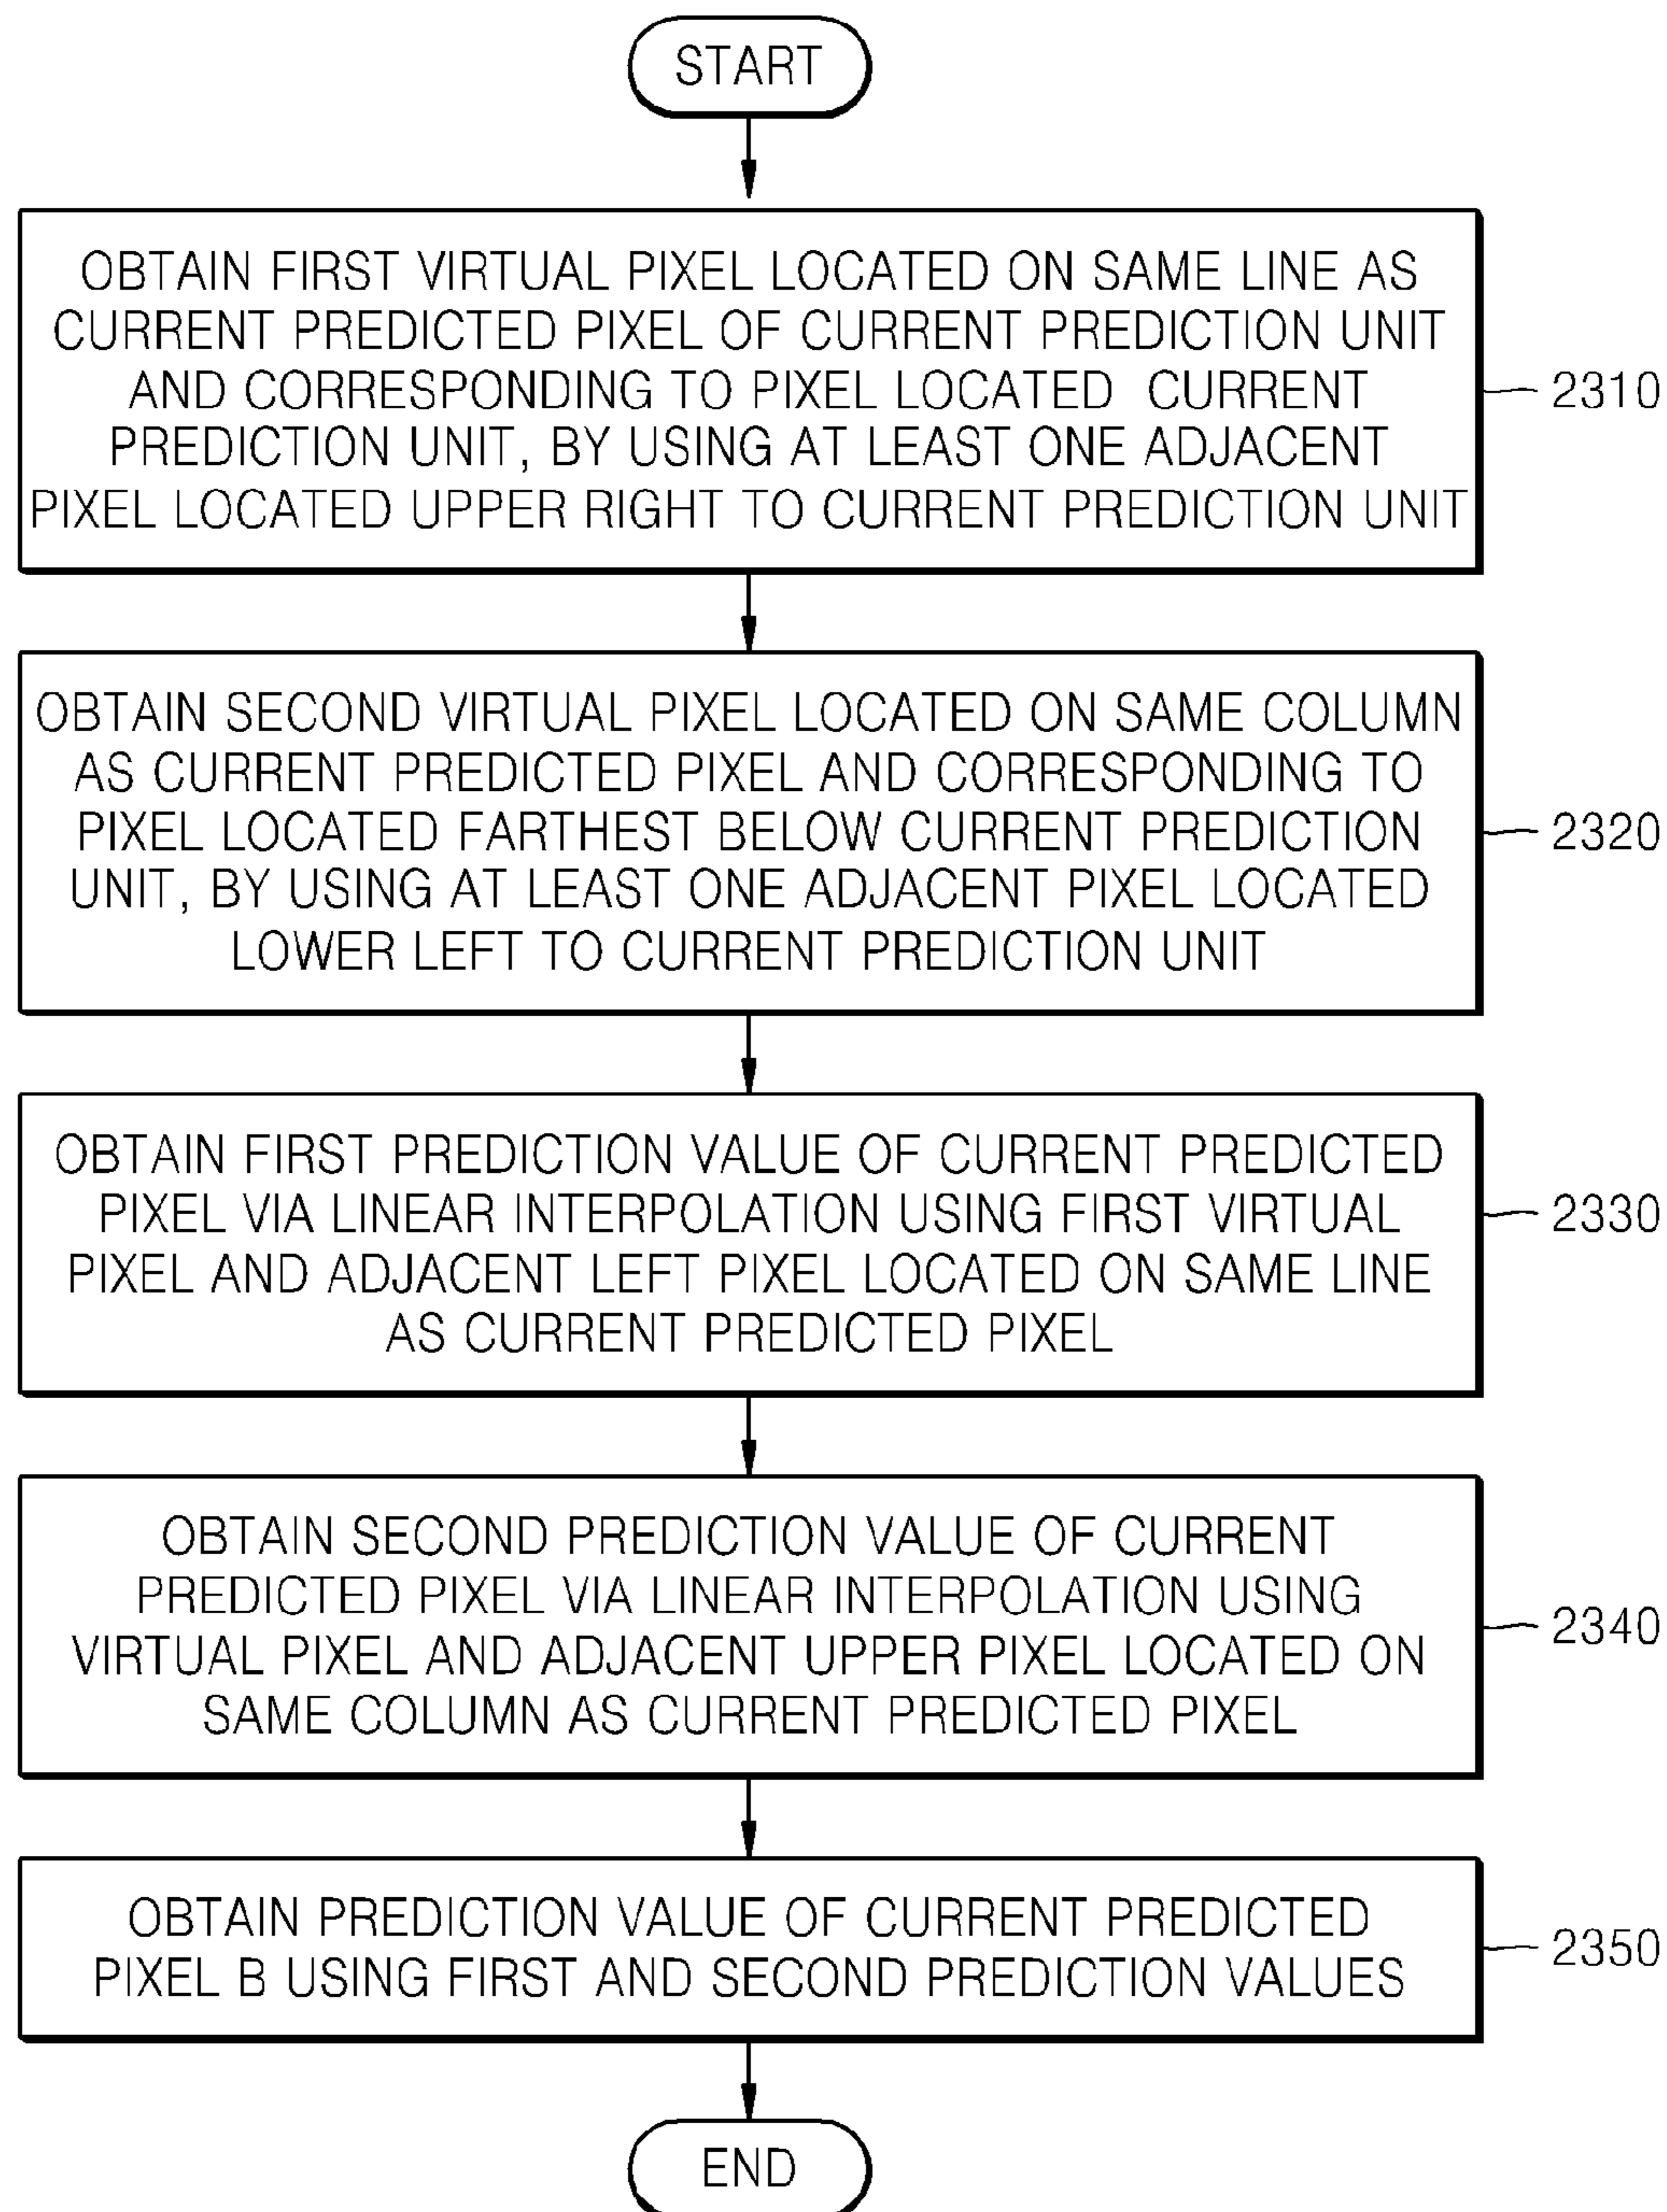 START
OBTAIN FIRST VIRTUAL PIXEL LOCATED ON SAME LINE AS
CURRENT PREDICTED PIXEL OF CURRENT PREDICTION UNIT
AND CORRESPONDING TO PIXEL LOCATED CURRENT
PREDICTION UNIT, BY USING AT LEAST ONE ADJACENT
PIXEL LOCATED UPPER RIGHT TO CURRENT PREDICTION UNIT
2310
OBTAIN SECOND VIRTUAL PIXEL LOCATED ON SAME COLUMN
AS CURRENT PREDICTED PIXEL AND CORRESPONDING TO
PIXEL LOCATED FARTHEST BELOW CURRENT PREDICTION
UNIT, BY USING AT LEAST ONE ADJACENT PIXEL LOCATED
LOWER LEFT TO CURRENT PREDICTION UNIT
2320
OBTAIN FIRST PREDICTION VALUE OF CURRENT PREDICTED
PIXEL VIA LINEAR INTERPOLATION USING FIRST VIRTUAL
PIXEL AND ADJACENT LEFT PIXEL LOCATED ON SAME LINE
AS CURRENT PREDICTED PIXEL
2330
OBTAIN SECOND PREDICTION VALUE OF CURRENT
PREDICTED PIXEL VIA LINEAR INTERPOLATION USING
VIRTUAL PIXEL AND ADJACENT UPPER PIXEL LOCATED ON
SAME COLUMN AS CURRENT PREDICTED PIXEL
2340
OBTAIN PREDICTION VALUE OF CURRENT PREDICTED
PIXEL B USING FIRST AND SECOND PREDICTION VALUES
2350
END